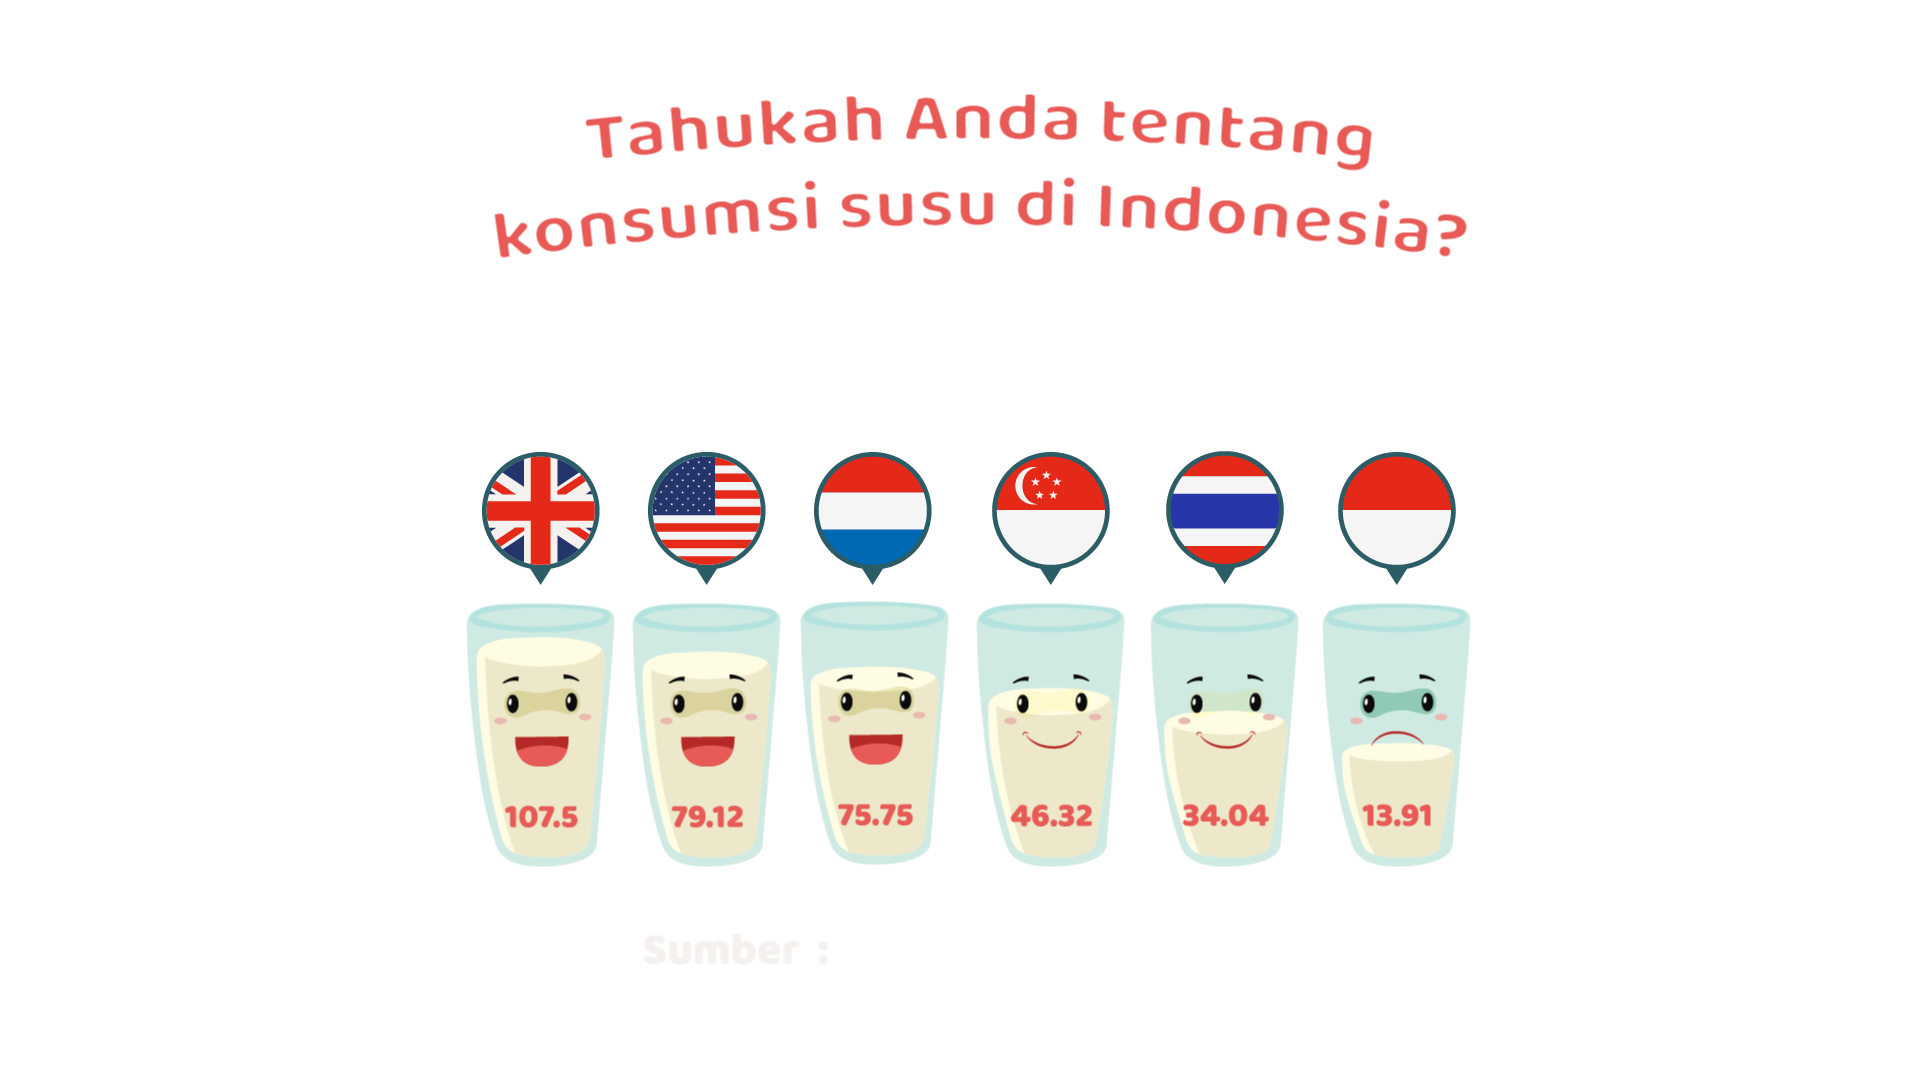 Tahukah Anda tentang
konsumsi susu di Indonesia?
107.5 79.12 75.75 46.32 34.04 13.91
Sumber :